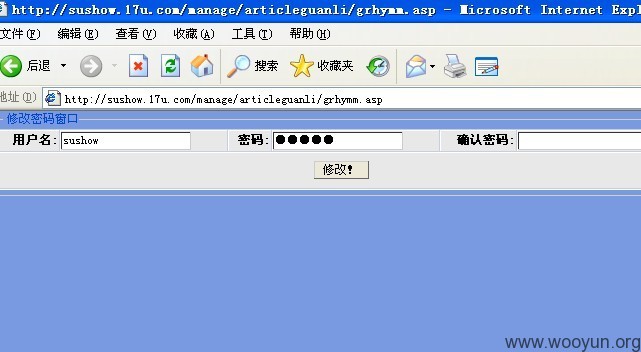 http://sushow.17u.com/manage/articleguanli/grhymm.asp - Microsoft Internet Expl
文件(F) 编辑(E) 查看(V) 收藏(A) 工具(T) 帮助(H)
后退 搜索 收藏夹
地址(D) http://sushow.17u.com/manage/articleguanli/grhymm.asp
修改密码窗口
用户名: sushow 密码: ●●●●● 确认密码:
修改!
www.wooyun.org